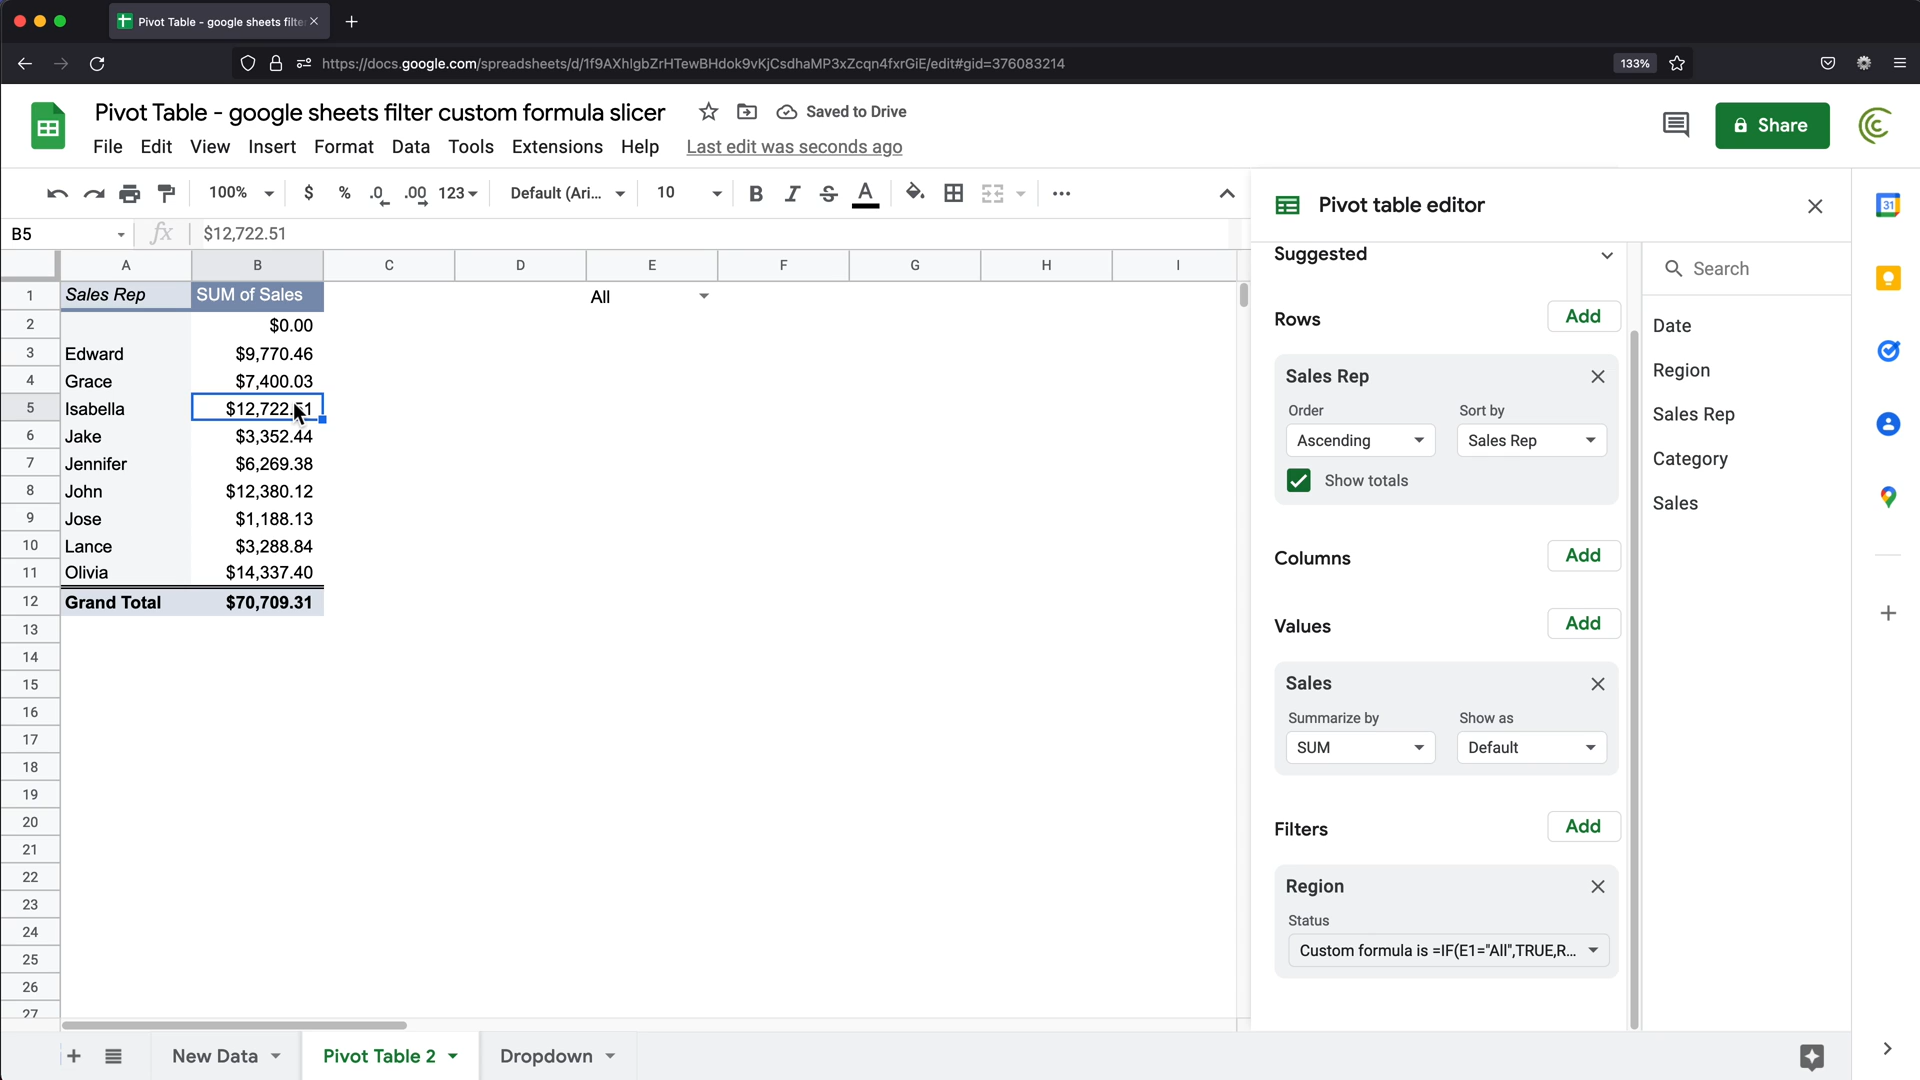 Pivot Table - google sheets filte
https://docs.google.com/spreadsheets/d/1f9AXhIgbZrHTewBHdok9vKjCsdhaMP3xZcqn4fxrGiE/edit#gid=376083214
133%
Pivot Table - google sheets filter custom formula slicer
Saved to Drive
File Edit View Insert Format Data Tools Extensions Help Last edit was seconds ago
Share
100% $ % .0 .00 123 Default (Ari... 10 B I S A
B5 fx $12,722.51
A B C D E F G H I
1 Sales Rep SUM of Sales All
2 $0.00
3 Edward $9,770.46
4 Grace $7,400.03
5 Isabella $12,722.51
6 Jake $3,352.44
7 Jennifer $6,269.38
8 John $12,380.12
9 Jose $1,188.13
10 Lance $3,288.84
11 Olivia $14,337.40
12 Grand Total $70,709.31
13
14
15
16
17
18
19
20
21
22
23
24
25
26
27
Pivot table editor
Suggested
Rows Add
Sales Rep
Order Sort by
Ascending Sales Rep
Show totals
Columns Add
Values Add
Sales
Summarize by Show as
SUM Default
Filters Add
Region
Status
Custom formula is =IF(E1="All",TRUE,R...
Search
Date
Region
Sales Rep
Category
Sales
31
New Data Pivot Table 2 Dropdown